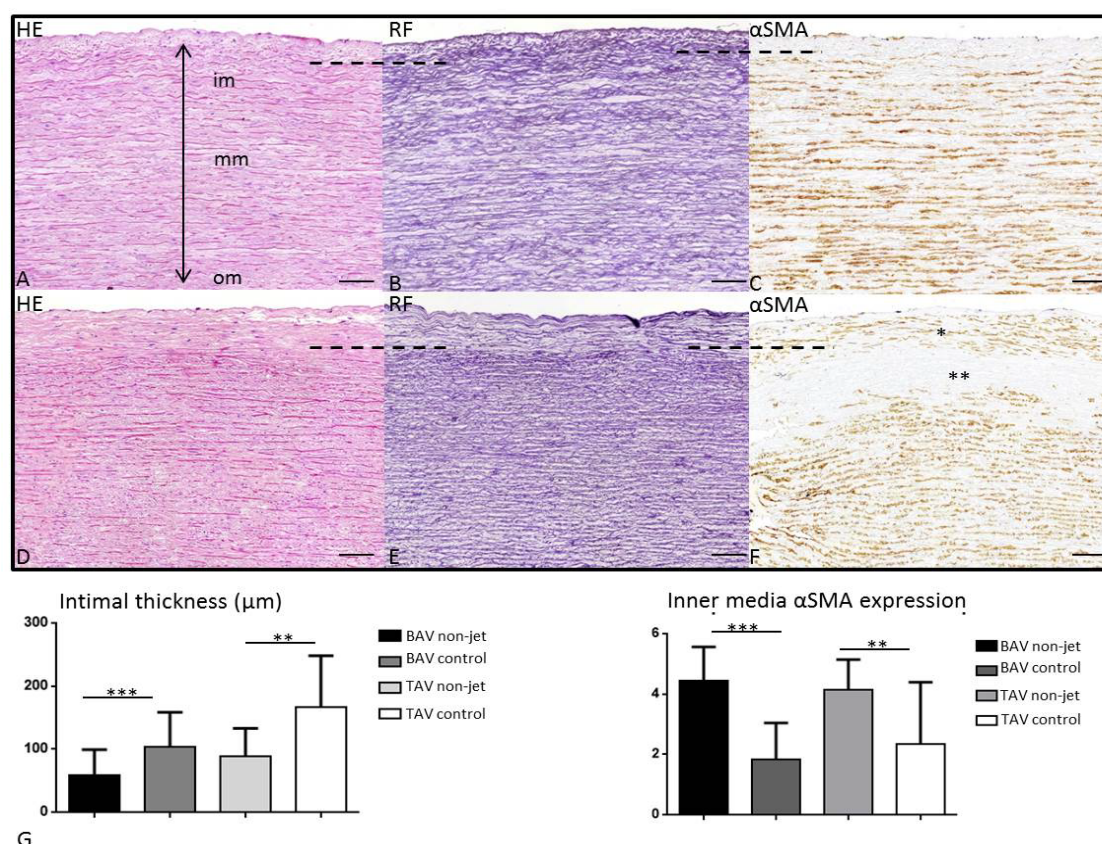 HE RF αSMA
im
mm
om
A B C
HE RF αSMA
*
**
D E F
Intimal thickness (µm)
300
200
100
0
***
**
BAV non-jet
BAV control
TAV non-jet
TAV control
Inner media αSMA expression
6
4
2
0
***
**
BAV non-jet
BAV control
TAV non-jet
TAV control
G